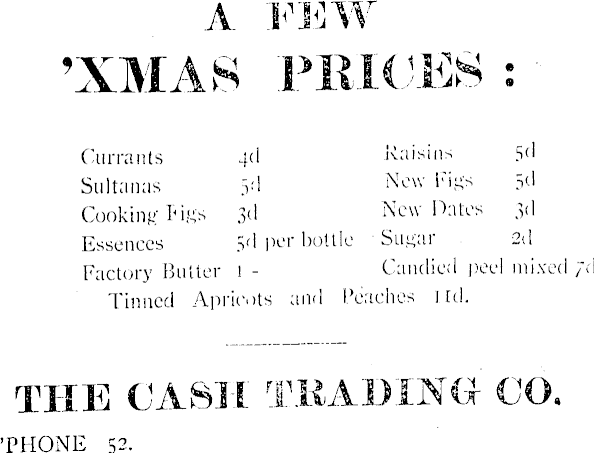 A FEW
'XMAS PRICES :
Currants 4d Raisins 5d
Sultanas 5d New Figs 5d
Cooking Figs 3d New Dates 3d
Essences 5d per bottle Sugar 2d
Factory Butter 1 - Candied peel mixed 7d
Tinned Apricots and Peaches 11d.
THE CASH TRADING CO.
'PHONE 52.